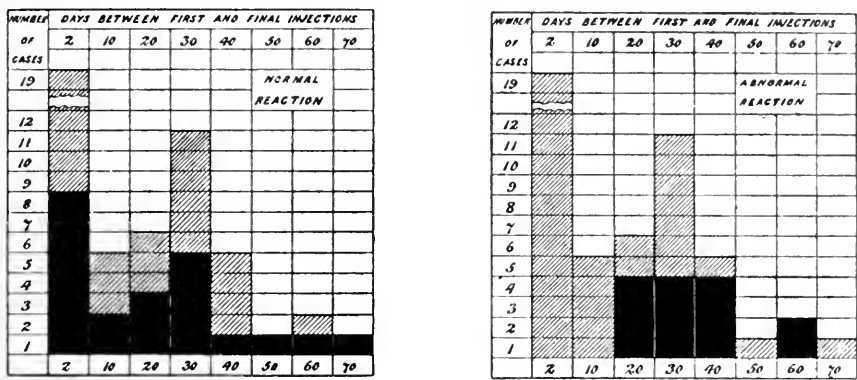 NUMBER OF CASES
DAYS BETWEEN FIRST AND FINAL INJECTIONS
2 10 20 30 40 50 60 70
NORMAL
REACTION
19
12
11
10
9
8
7
6
5
4
3
2
1
2 10 20 30 40 50 60 70
NUMBER OF CASES
DAYS BETWEEN FIRST AND FINAL INJECTIONS
2 10 20 30 40 50 60 70
ABNORMAL
REACTION
19
12
11
10
9
8
7
6
5
4
3
2
1
2 10 20 30 40 50 60 70